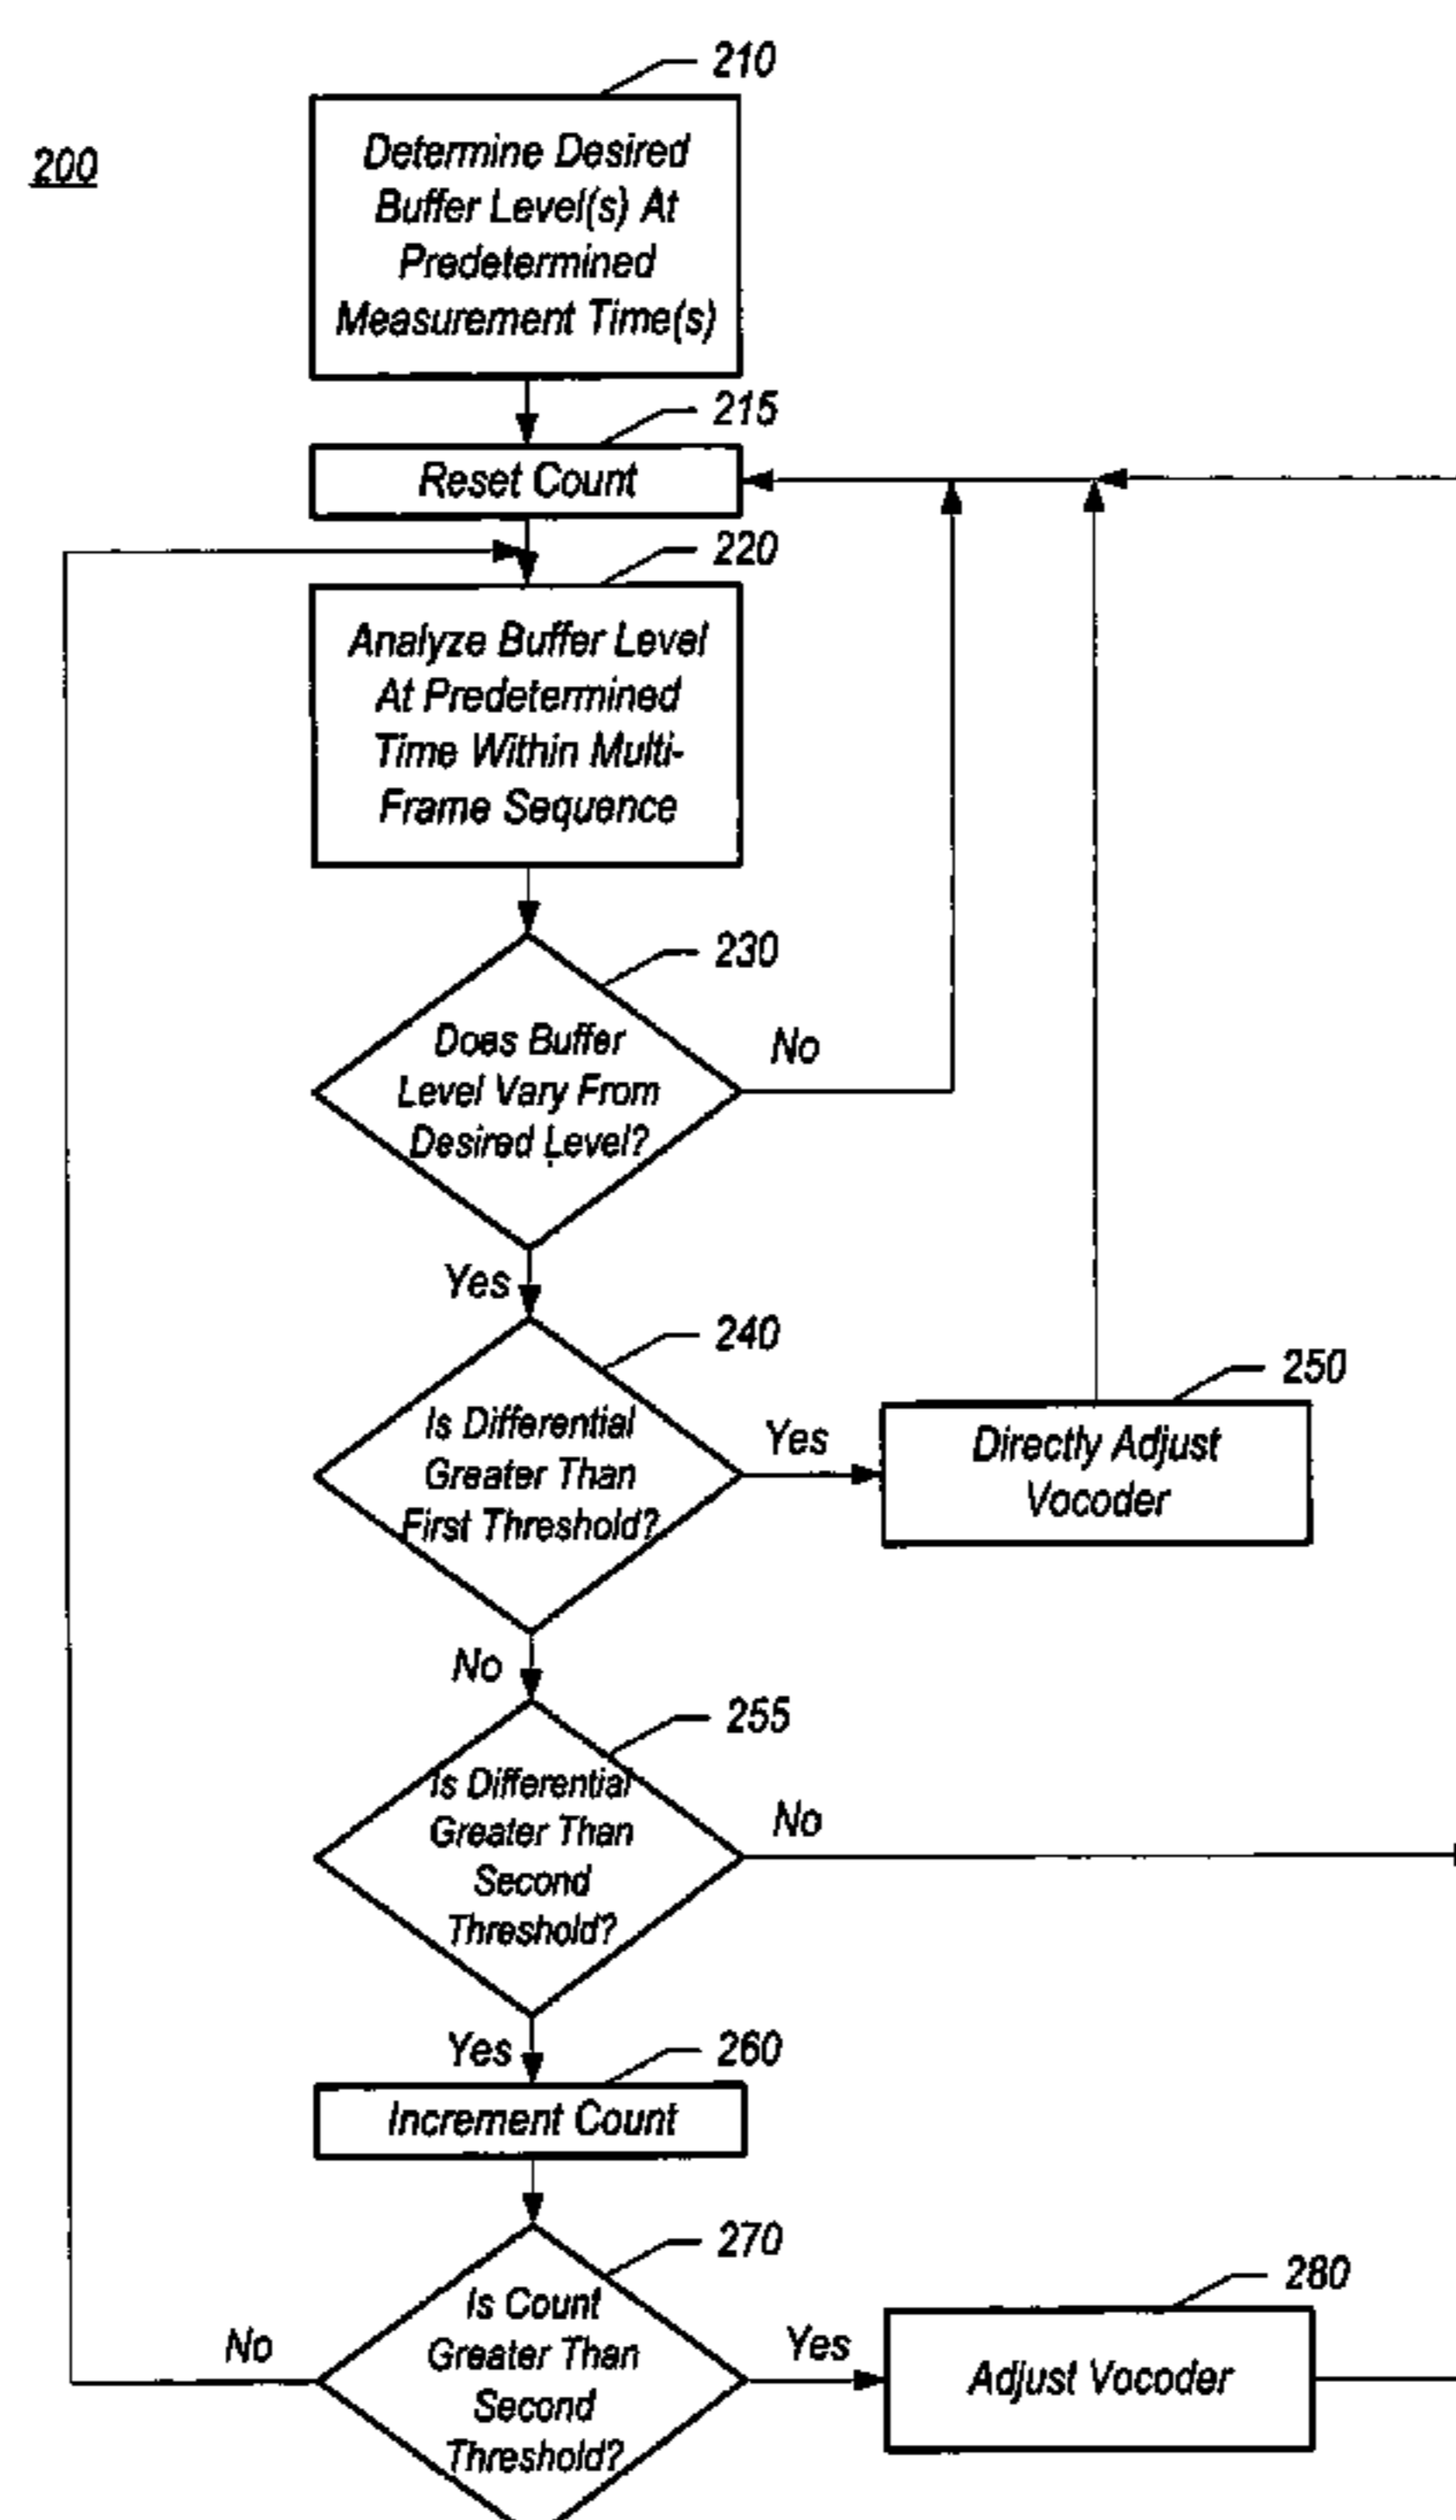 210
200
Determine Desired
Buffer Level(s) At
Predetermined
Measurement Time(s)
215
Reset Count
220
Analyze Buffer Level
At Predetermined
Time Within Multi-
Frame Sequence
230
Does Buffer
Level Vary From
Desired Level?
No
Yes
240
Is Differential
Greater Than
First Threshold?
Yes
250
Directly Adjust
Vocoder
No
255
Is Differential
Greater Than
Second
Threshold?
No
Yes
260
Increment Count
270
Is Count
Greater Than
Second
Threshold?
No
Yes
280
Adjust Vocoder